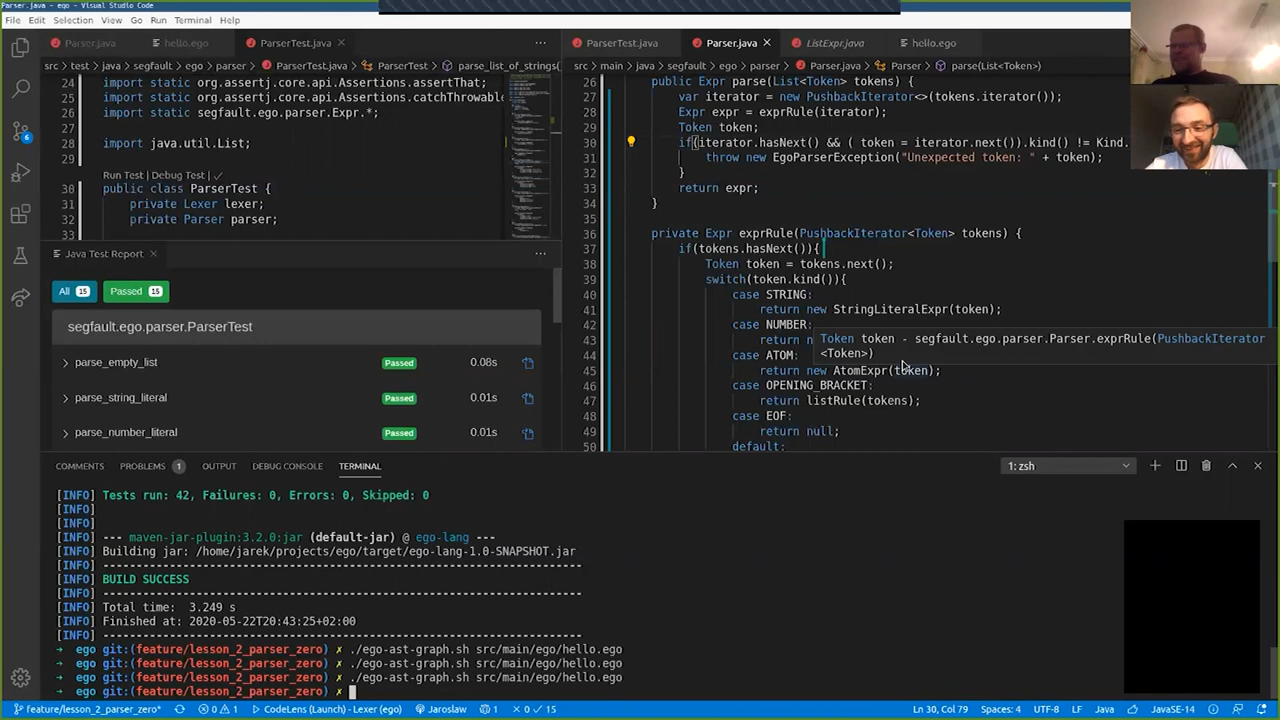 Parser.java - ego - Visual Studio Code
File Edit Selection View Go Run Terminal Help
Parser.java hello.ego ParserTest.java
src > test > java > segfault > ego > parser > ParserTest.java > ParserTest > parse_list_of_strings()
24 import static org.assertj.core.api.Assertions.assertThat;
25 import static org.assertj.core.api.Assertions.catchThrowable
26 import static segfault.ego.parser.Expr.*;
27
28 import java.util.List;
29
Run Test | Debug Test | ✓
30 public class ParserTest {
31 private Lexer lexer;
32 private Parser parser;
Java Test Report
All 15 Passed 15
segfault.ego.parser.ParserTest
parse_empty_list Passed 0.08s
parse_string_literal Passed 0.01s
parse_number_literal Passed 0.01s
ParserTest.java Parser.java ListExpr.java hello.ego
src > main > java > segfault > ego > parser > Parser.java > Parser > parse(List<Token>)
26 public Expr parse(List<Token> tokens) {
27 var iterator = new PushbackIterator<>(tokens.iterator());
28 Expr expr = exprRule(iterator);
29 Token token;
30 if(iterator.hasNext() && ( token = iterator.next()).kind() != Kind.
31 throw new EgoParserException("Unexpected token: " + token);
32 }
33 return expr;
34 }
35
36 private Expr exprRule(PushbackIterator<Token> tokens) {
37 if(tokens.hasNext()){
38 Token token = tokens.next();
39 switch(token.kind()){
40 case STRING:
41 return new StringLiteralExpr(token);
42 case NUMBER:
43 return n
44 case ATOM:
45 return new AtomExpr(token);
46 case OPENING_BRACKET:
47 return listRule(tokens);
48 case EOF:
49 return null;
50 default:
Token token - segfault.ego.parser.Parser.exprRule(PushbackIterator
<Token>)
COMMENTS PROBLEMS 1 OUTPUT DEBUG CONSOLE TERMINAL 1: zsh
[INFO] Tests run: 42, Failures: 0, Errors: 0, Skipped: 0
[INFO]
[INFO]
[INFO] --- maven-jar-plugin:3.2.0:jar (default-jar) @ ego-lang ---
[INFO] Building jar: /home/jarek/projects/ego/target/ego-lang-1.0-SNAPSHOT.jar
[INFO] ------------------------------------------------------------------------
[INFO] BUILD SUCCESS
[INFO] ------------------------------------------------------------------------
[INFO] Total time: 3.249 s
[INFO] Finished at: 2020-05-22T20:43:25+02:00
[INFO] ------------------------------------------------------------------------
→ ego git:(feature/lesson_2_parser_zero) ✗ ./ego-ast-graph.sh src/main/ego/hello.ego
→ ego git:(feature/lesson_2_parser_zero) ✗ ./ego-ast-graph.sh src/main/ego/hello.ego
→ ego git:(feature/lesson_2_parser_zero) ✗ ./ego-ast-graph.sh src/main/ego/hello.ego
→ ego git:(feature/lesson_2_parser_zero) ✗
feature/lesson_2_parser_zero* 0 1 CodeLens (Launch) - Lexer (ego) Jaroslaw 1 × 0 ✓ 15 Ln 30, Col 79 Spaces: 4 UTF-8 LF Java JavaSE-14
6